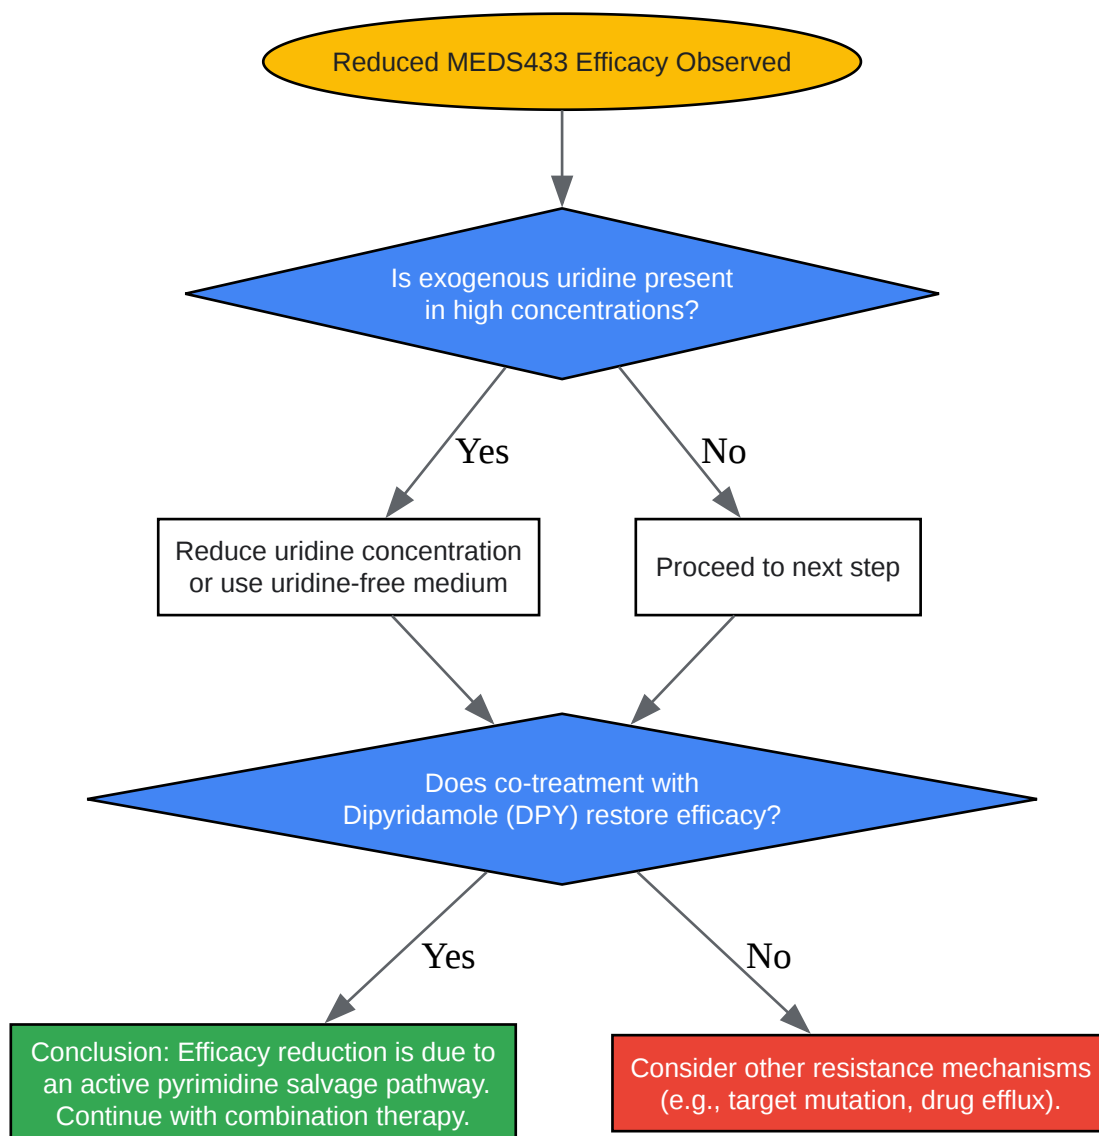 Reduced MEDS433 Efficacy Observed
Is exogenous uridine present
in high concentrations?
Yes
No
Reduce uridine concentration
or use uridine-free medium
Proceed to next step
Does co-treatment with
Dipyridamole (DPY) restore efficacy?
Yes
No
Conclusion: Efficacy reduction is due to
an active pyrimidine salvage pathway.
Continue with combination therapy.
Consider other resistance mechanisms
(e.g., target mutation, drug efflux).